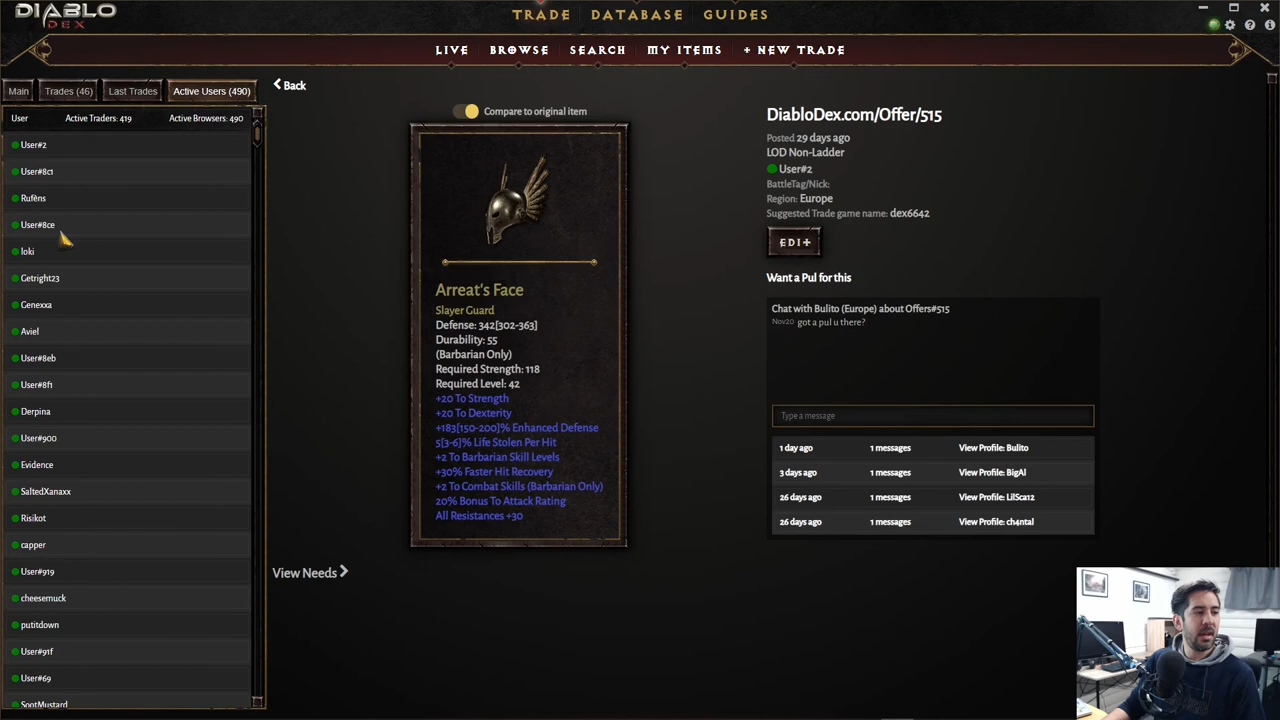 DIABLO
DEX
TRADE
DATABASE
GUIDES
LIVE
BROWSE
SEARCH
MY ITEMS
+ NEW TRADE
Main
Trades (46)
Last Trades
Active Users (490)
User
Active Traders: 419
Active Browsers: 490
User#2
User#8c1
Rufêns
User#8ce
loki
Getright23
Genexxa
Aviel
User#8eb
User#8f1
Derpina
User#900
Evidence
SaltedXanaxx
Risikot
capper
User#919
cheesemuck
putitdown
User#91f
User#69
SootMustard
Back
Compare to original item
Arreat's Face
Slayer Guard
Defense: 342[302-363]
Durability: 55
(Barbarian Only)
Required Strength: 118
Required Level: 42
+20 To Strength
+20 To Dexterity
+183[150-200]% Enhanced Defense
5[3-6]% Life Stolen Per Hit
+2 To Barbarian Skill Levels
+30% Faster Hit Recovery
+2 To Combat Skills (Barbarian Only)
20% Bonus To Attack Rating
All Resistances +30
View Needs
DiabloDex.com/Offer/515
Posted 29 days ago
LOD Non-Ladder
User#2
BattleTag/Nick:
Region: Europe
Suggested Trade game name: dex6642
EDIT
Want a Pul for this
Chat with Bulito (Europe) about Offers#515
Nov20 got a pul u there?
Type a message
1 day ago 1 messages View Profile: Bulito
3 days ago 1 messages View Profile: BigAl
26 days ago 1 messages View Profile: LilSca12
26 days ago 1 messages View Profile: ch4ntal